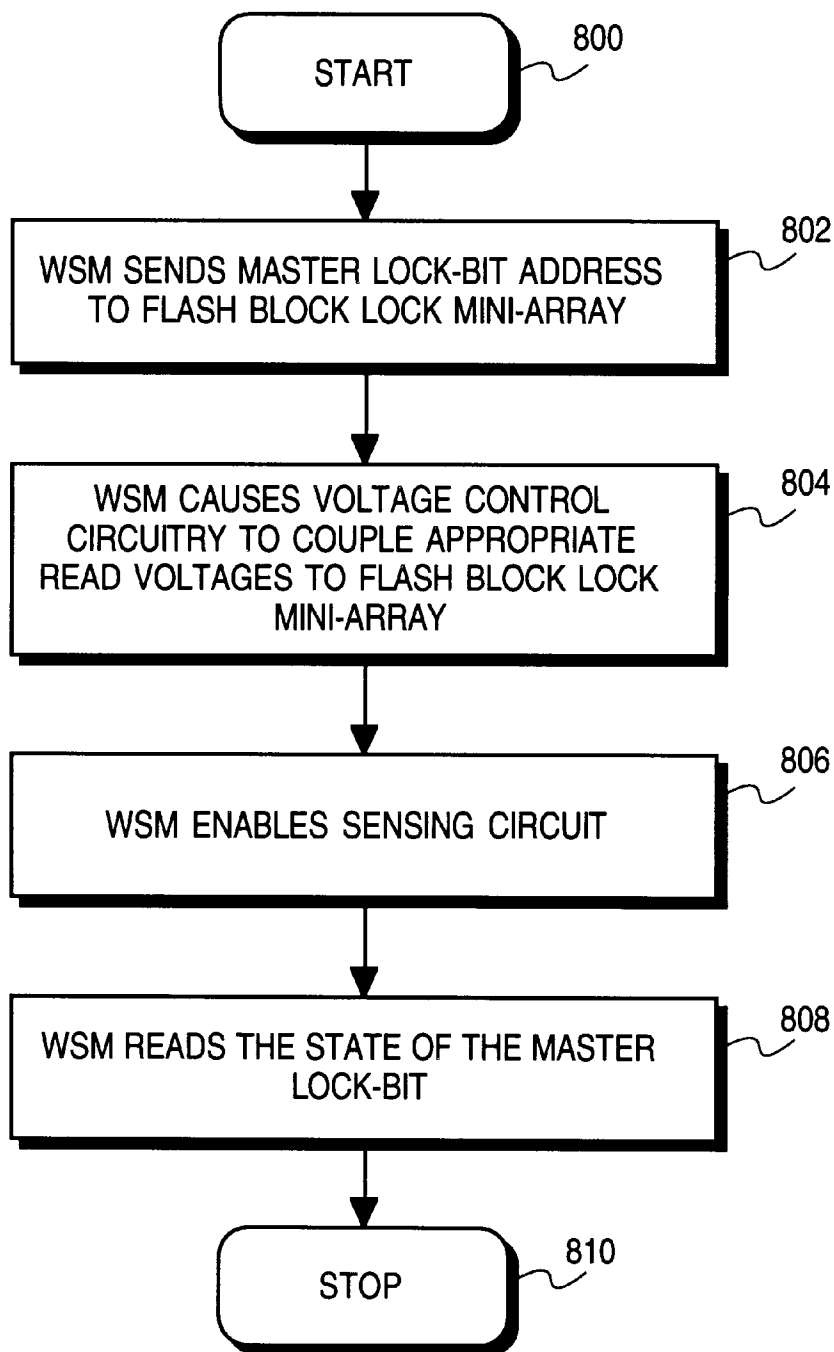 START
800
WSM SENDS MASTER LOCK-BIT ADDRESS
TO FLASH BLOCK LOCK MINI-ARRAY
802
WSM CAUSES VOLTAGE CONTROL
CIRCUITRY TO COUPLE APPROPRIATE
READ VOLTAGES TO FLASH BLOCK LOCK
MINI-ARRAY
804
WSM ENABLES SENSING CIRCUIT
806
WSM READS THE STATE OF THE MASTER
LOCK-BIT
808
STOP
810